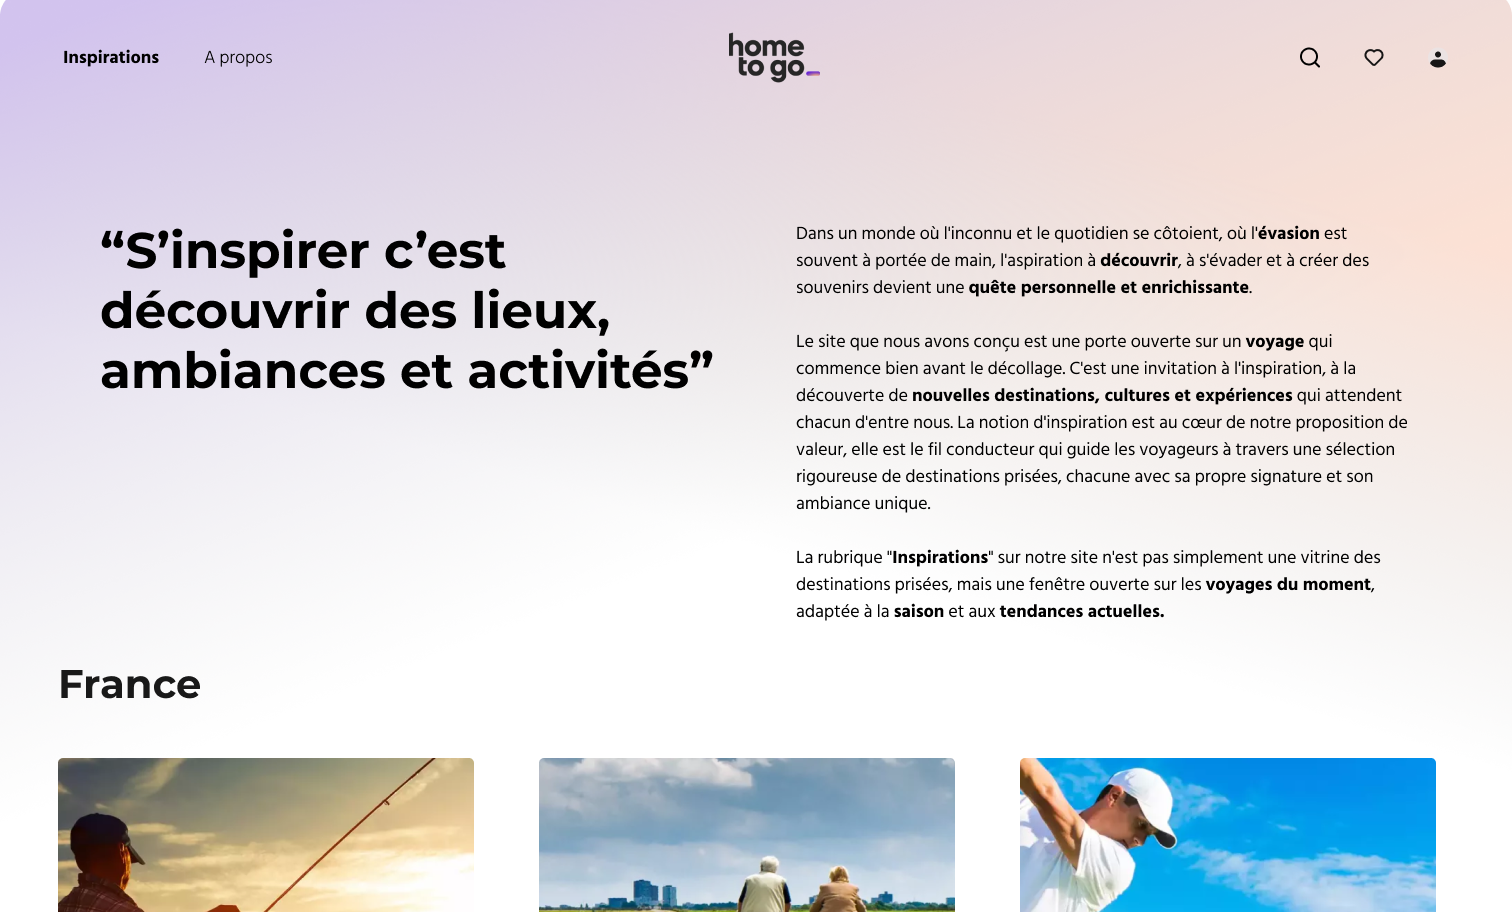 Inspirations
A propos
home
to go
“S’inspirer c’est
découvrir des lieux,
ambiances et activités”
Dans un monde où l'inconnu et le quotidien se côtoient, où l'évasion est
souvent à portée de main, l'aspiration à découvrir, à s'évader et à créer des
souvenirs devient une quête personnelle et enrichissante.
Le site que nous avons conçu est une porte ouverte sur un voyage qui
commence bien avant le décollage. C'est une invitation à l'inspiration, à la
découverte de nouvelles destinations, cultures et expériences qui attendent
chacun d'entre nous. La notion d'inspiration est au cœur de notre proposition de
valeur, elle est le fil conducteur qui guide les voyageurs à travers une sélection
rigoureuse de destinations prisées, chacune avec sa propre signature et son
ambiance unique.
La rubrique "Inspirations" sur notre site n'est pas simplement une vitrine des
destinations prisées, mais une fenêtre ouverte sur les voyages du moment,
adaptée à la saison et aux tendances actuelles.
France